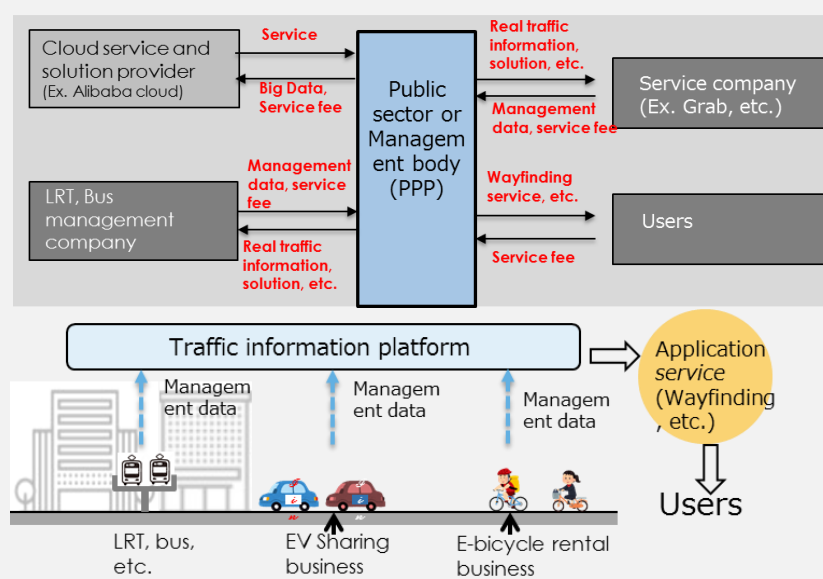 Service
Cloud service and
solution provider
(Ex. Alibaba cloud)
Big Data,
Service fee
Public
sector or
Managem
ent body
(PPP)
Real traffic
information,
solution, etc.
Service company
(Ex. Grab, etc.)
Management
data, service fee
Management
data, service
fee
LRT, Bus
management
company
Real traffic
information,
solution, etc.
Wayfinding
service, etc.
Users
Service fee
Traffic information platform
Application
service
(Wayfinding
, etc.)
Managem
ent data
Managem
ent data
Managem
ent data
Users
LRT, bus,
etc.
EV Sharing
business
E-bicycle rental
business